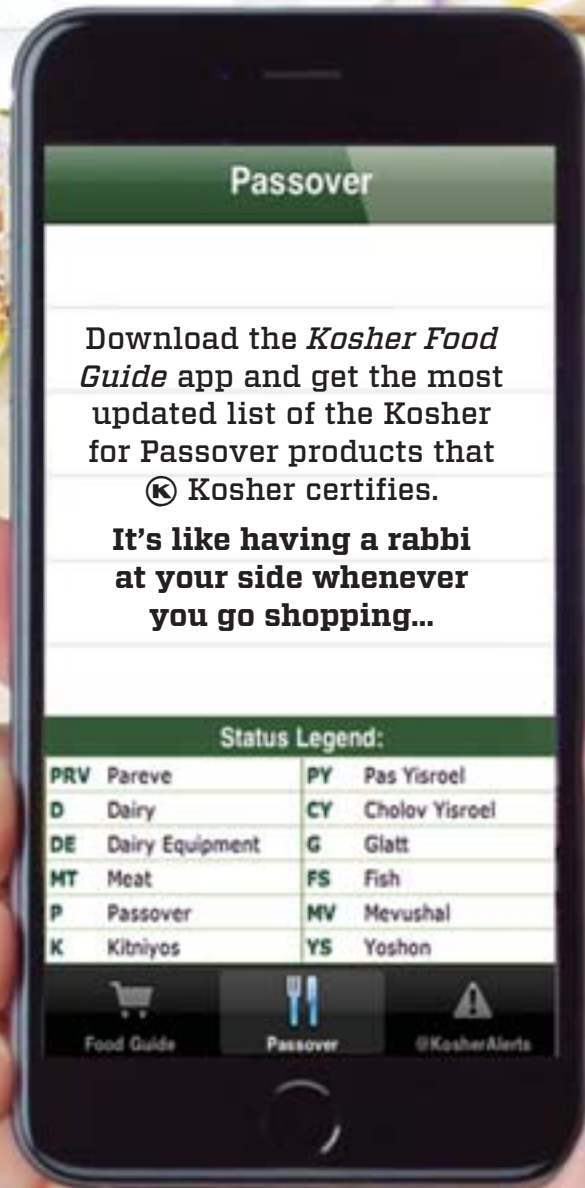 Passover
Download the Kosher Food
Guide app and get the most
updated list of the Kosher
for Passover products that
Ⓚ Kosher certifies.
It's like having a rabbi
at your side whenever
you go shopping...
Status Legend:
PRV Pareve PY Pas Yisroel
D Dairy CY Cholov Yisroel
DE Dairy Equipment G Glatt
MT Meat FS Fish
P Passover MV Mevushal
K Kitniyos YS Yoshon
Food Guide Passover @KosherAlerts